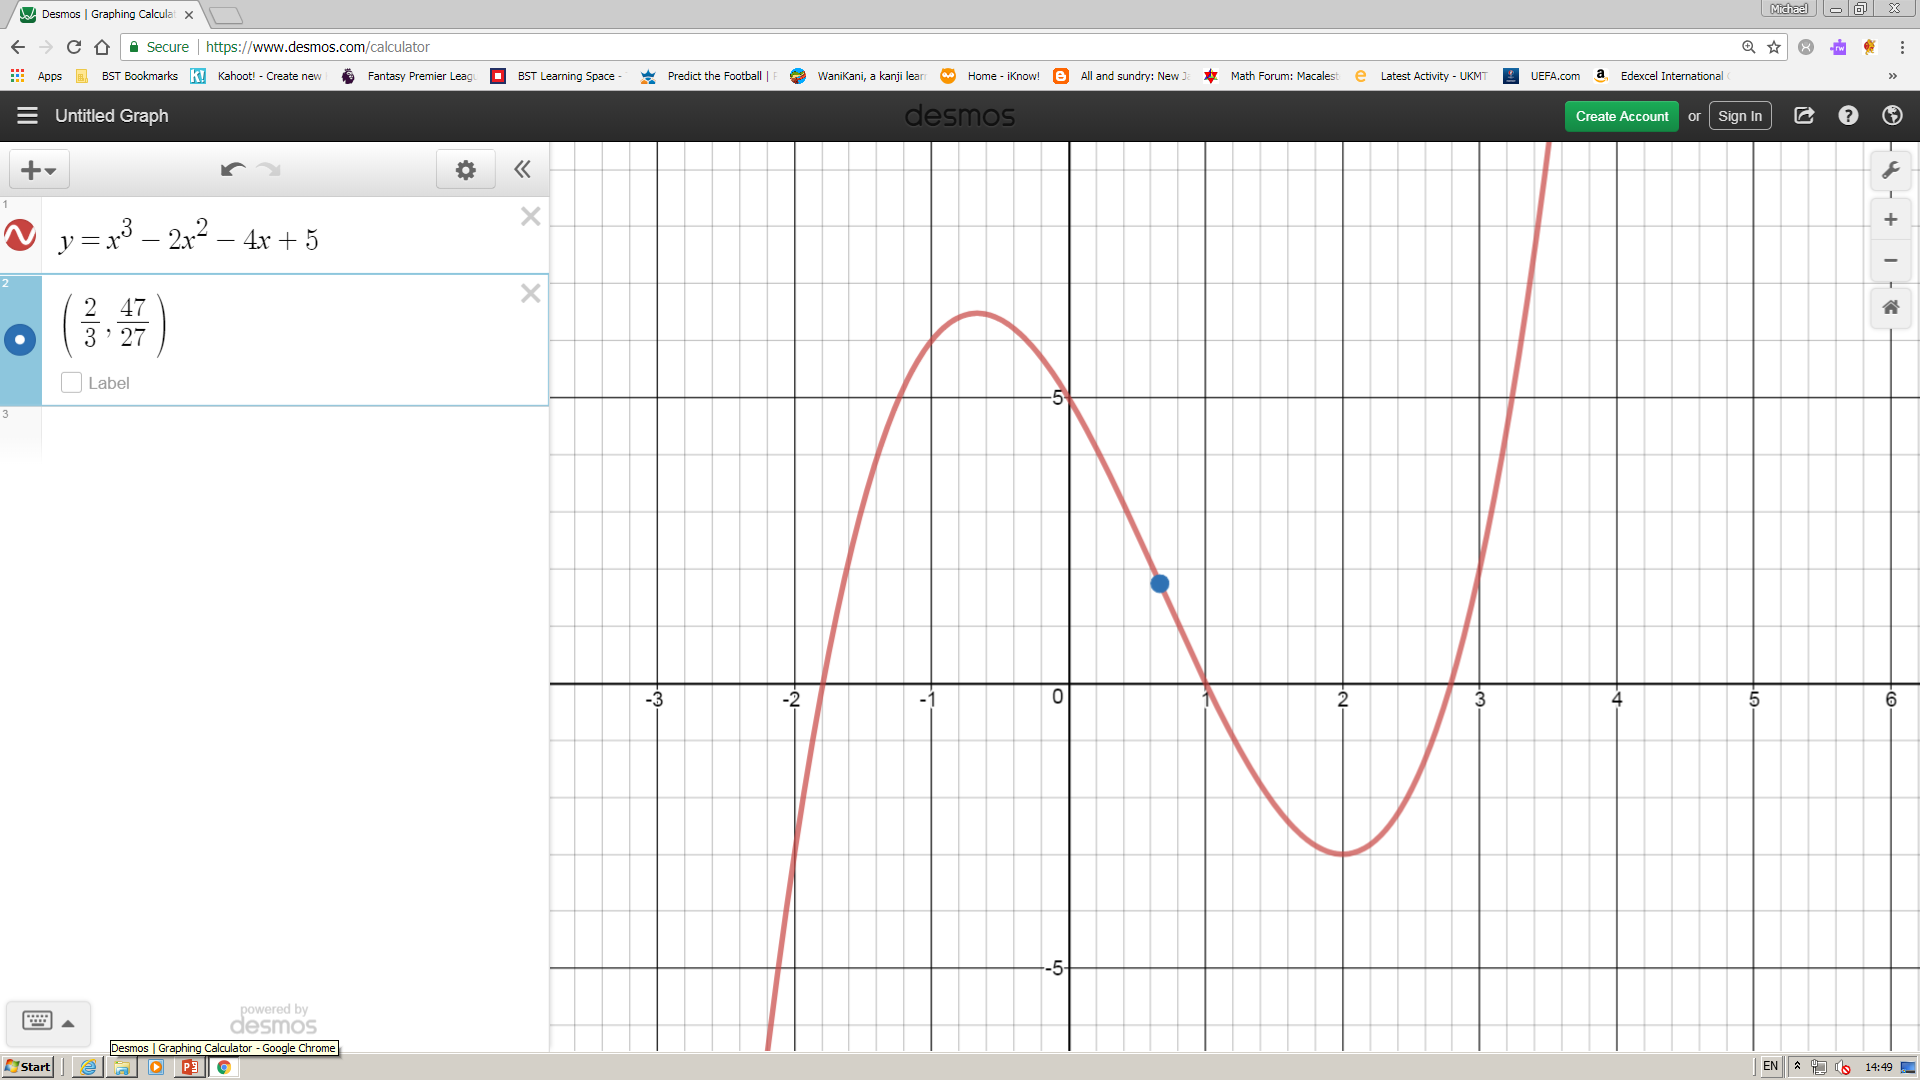 Desmos | Graphing Calcula
Michael
Secure https://www.desmos.com/calculator
Apps BST Bookmarks Kahoot! - Create new Fantasy Premier Leag BST Learning Space - Predict the Football | F WaniKani, a kanji lear Home - iKnow! All and sundry: New Ja Math Forum: Macalest Latest Activity - UKMT UEFA.com Edexcel International »
Untitled Graph
desmos
Create Account or Sign In
1
y = x³ − 2x² − 4x + 5
2
(2/3, 47/27)
Label
3
5
-3 -2 -1 0 1 2 3 4 5 6
-5
powered by
desmos
Desmos | Graphing Calculator - Google Chrome
Start
EN
14:49